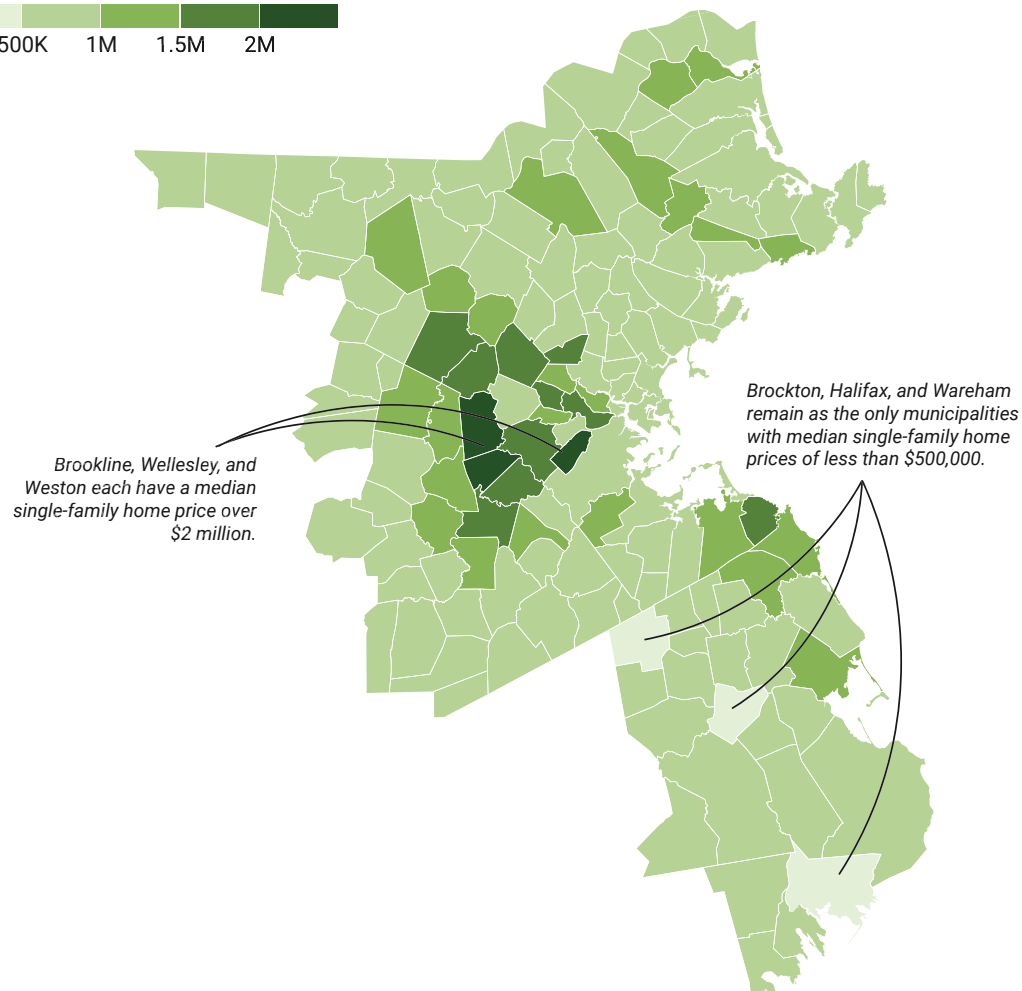 500K 1M 1.5M 2M
Brockton, Halifax, and Wareham
remain as the only municipalities
with median single-family home
prices of less than $500,000.
Brookline, Wellesley, and
Weston each have a median
single-family home price over
$2 million.